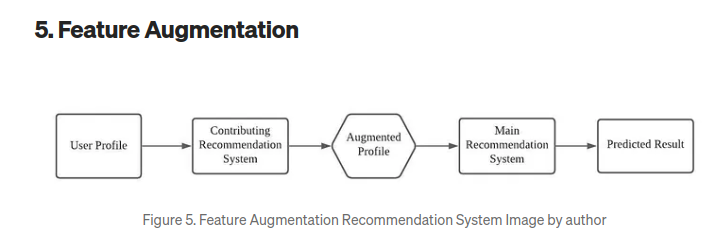 5. Feature Augmentation
User Profile
Contributing
Recommendation
System
Augmented
Profile
Main
Recommendation
System
Predicted Result
Figure 5. Feature Augmentation Recommendation System Image by author